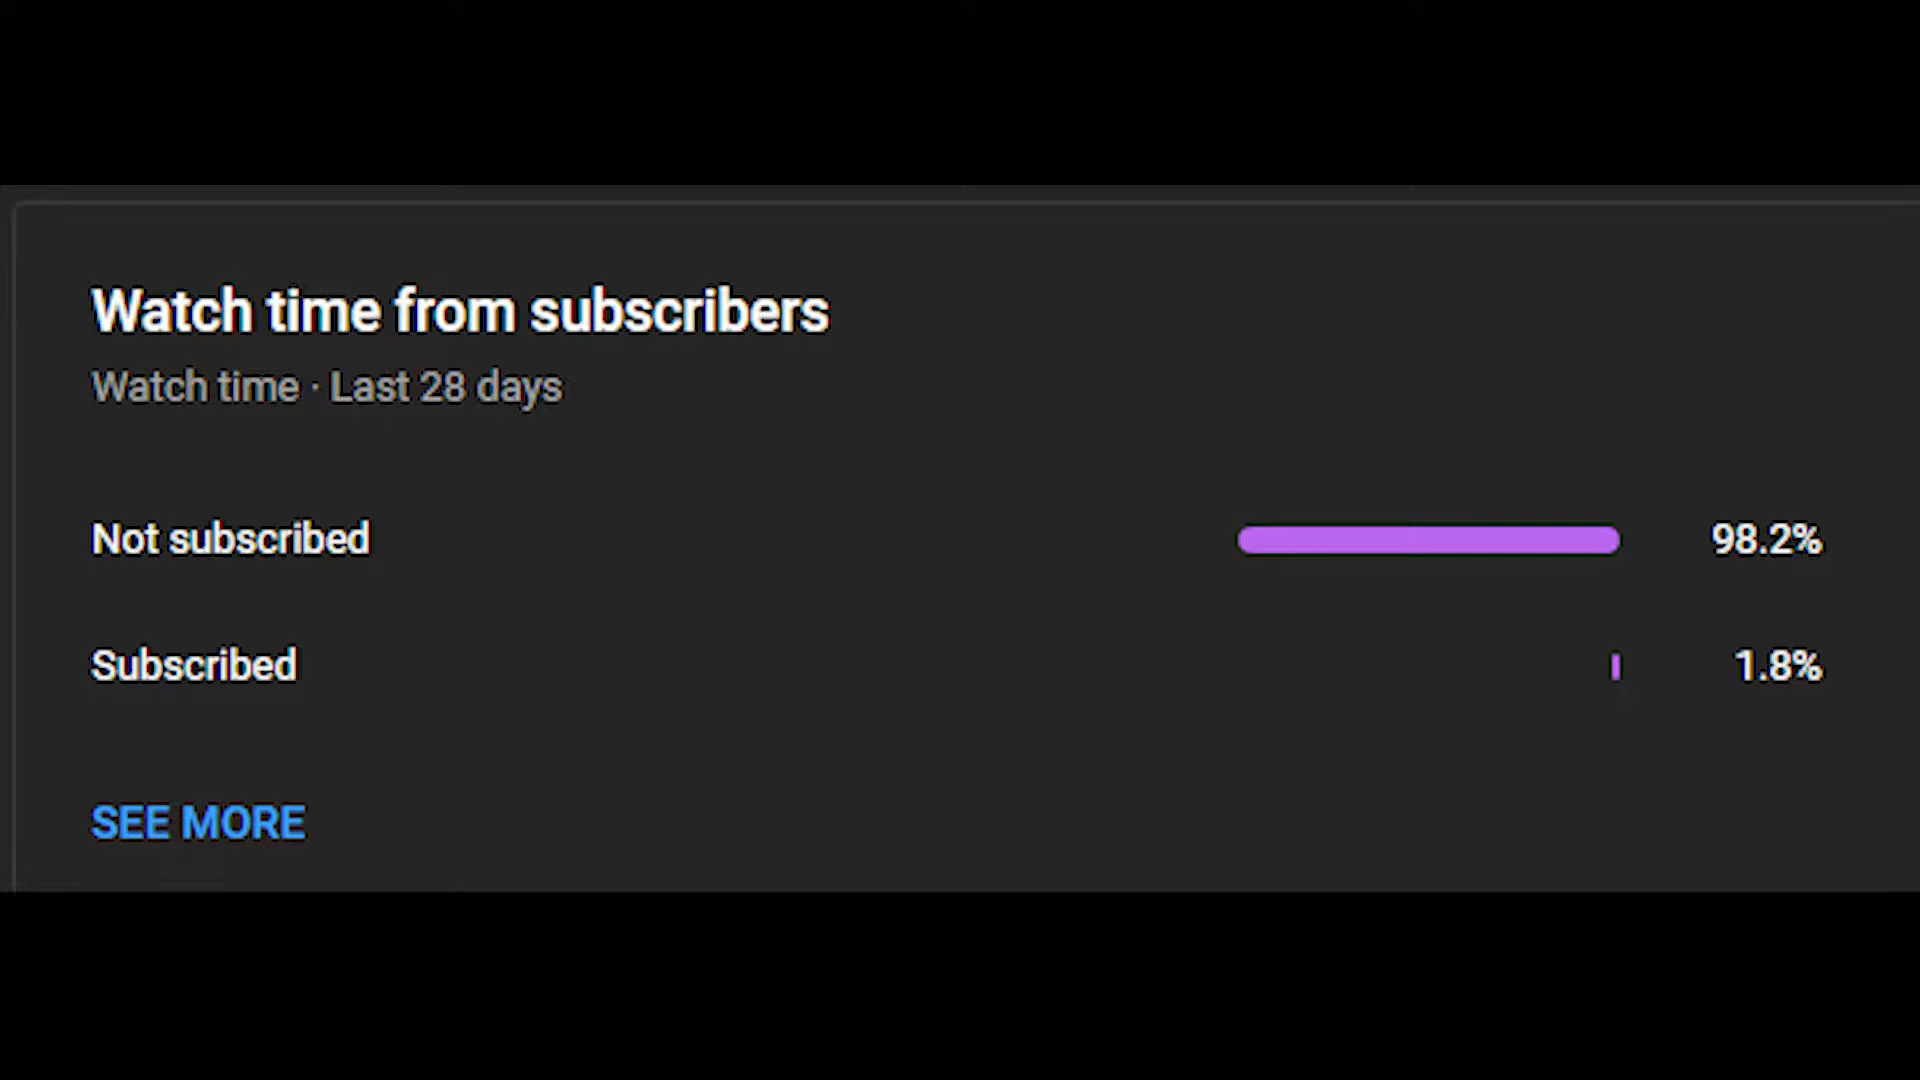 Watch time from subscribers
Watch time · Last 28 days
Not subscribed 98.2%
Subscribed 1.8%
SEE MORE